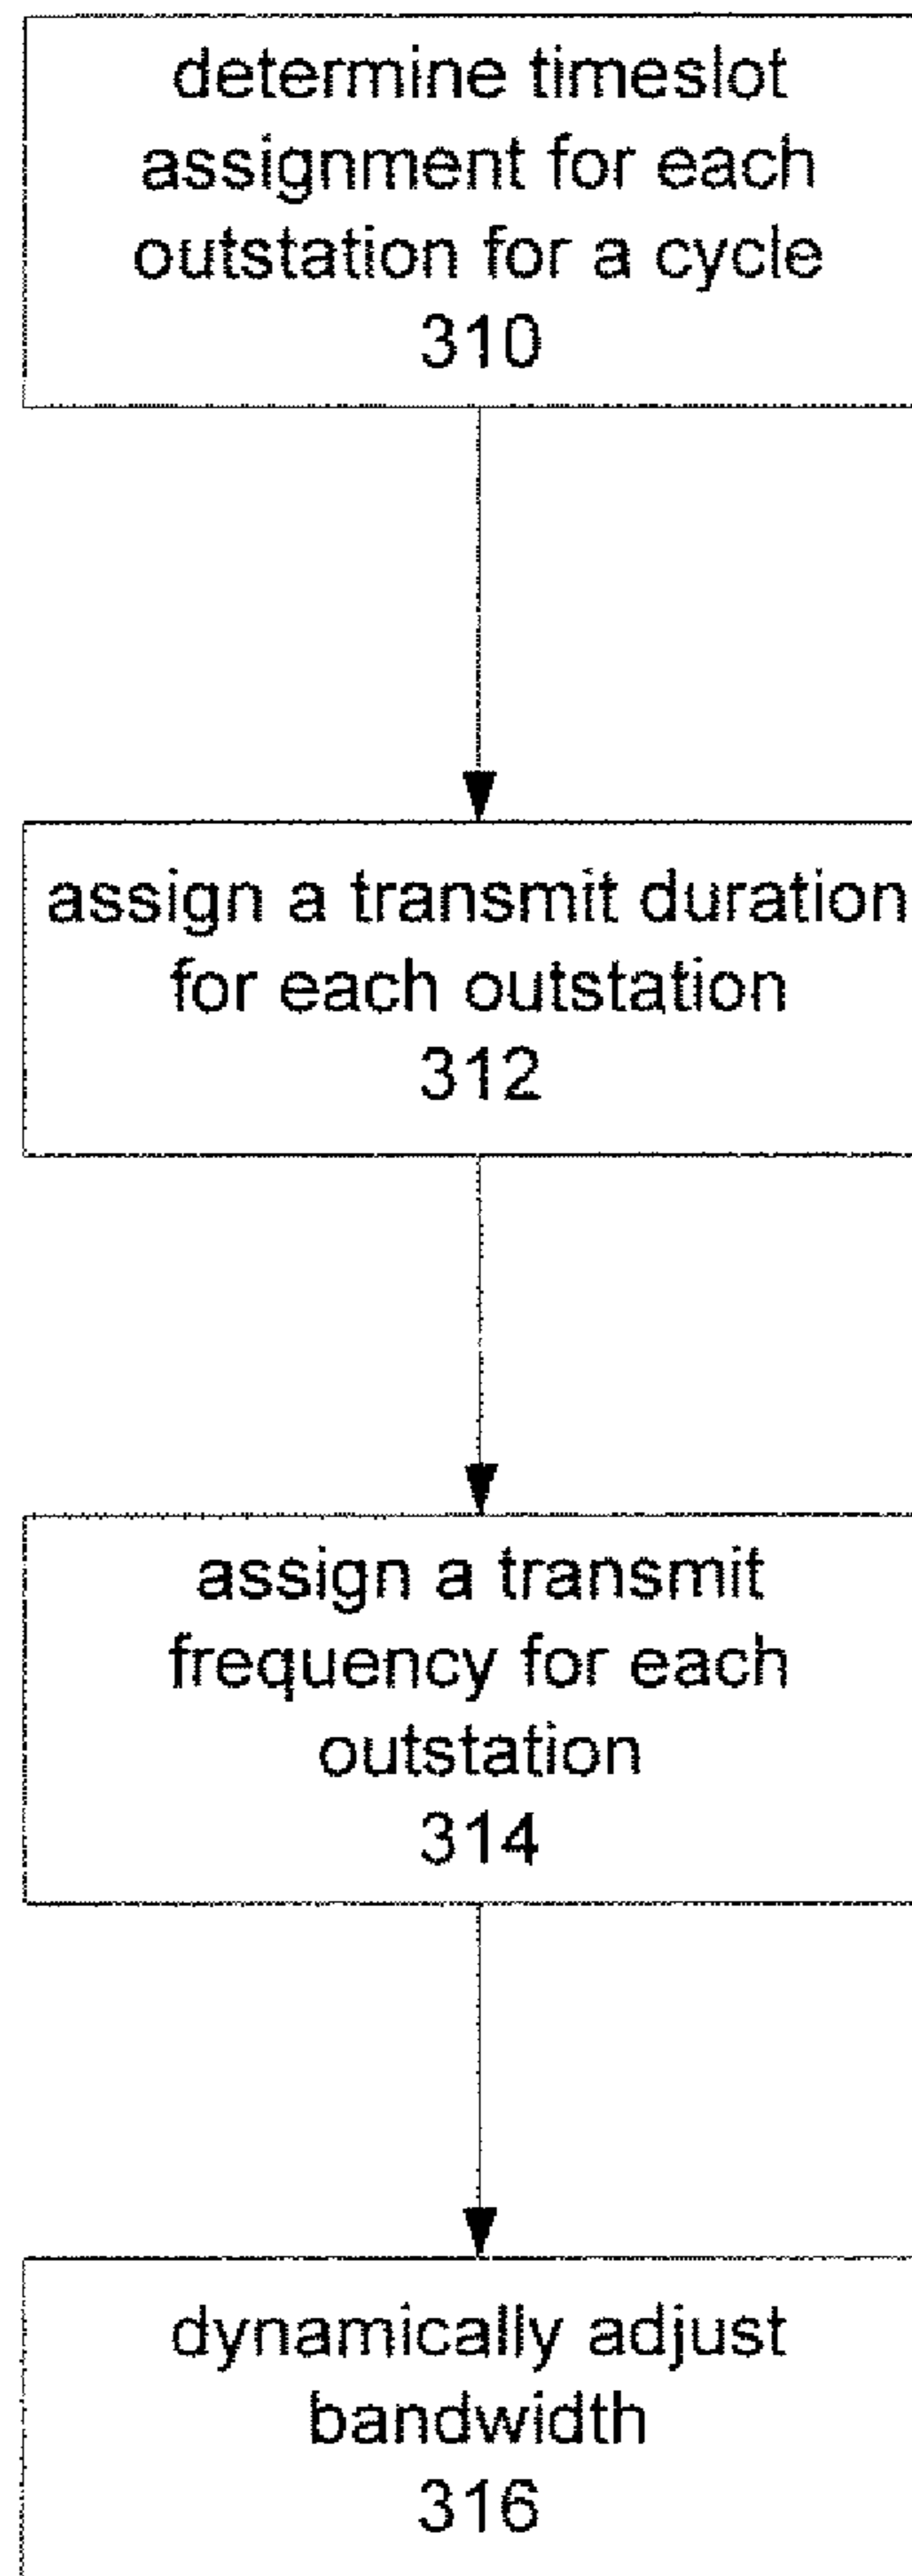 determine timeslot
assignment for each
outstation for a cycle
310
assign a transmit duration
for each outstation
312
assign a transmit
frequency for each
outstation
314
dynamically adjust
bandwidth
316